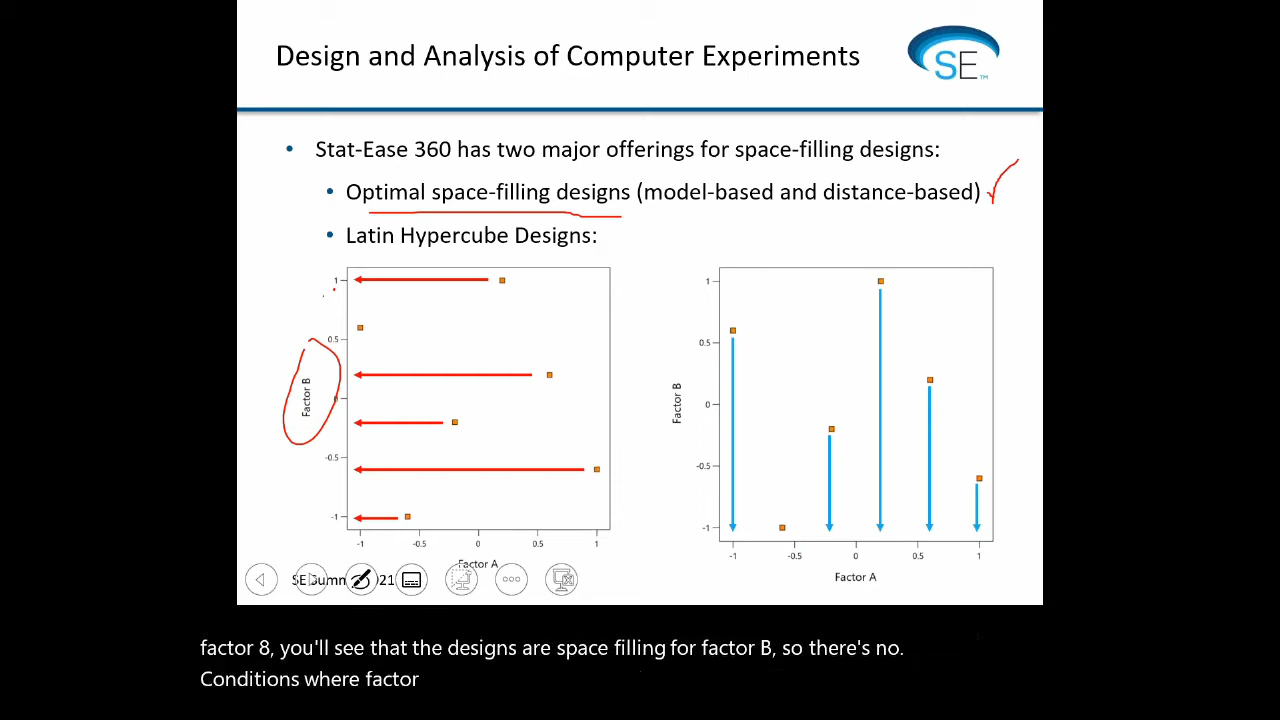 Design and Analysis of Computer Experiments
SE
TM
• Stat-Ease 360 has two major offerings for space-filling designs:
• Optimal space-filling designs (model-based and distance-based)
• Latin Hypercube Designs:
1
0.5
0
-0.5
-1
Factor B
-1
-0.5
0
0.5
1
Factor A
1
0.5
0
-0.5
-1
Factor B
-1
-0.5
0
0.5
1
Factor A
SE Summ 21
factor 8, you'll see that the designs are space filling for factor B, so there's no.
Conditions where factor